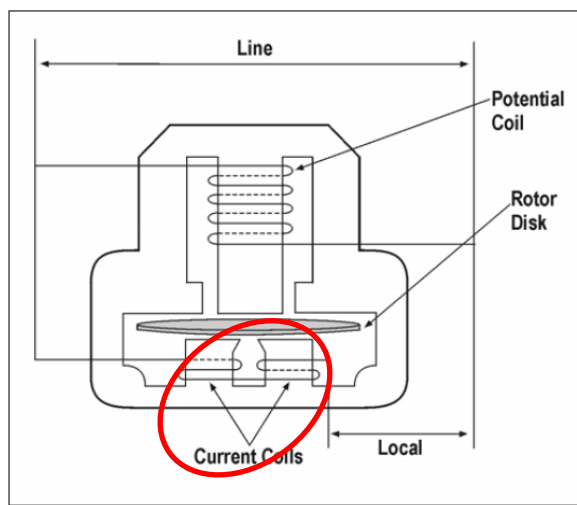 Line
Potential
Coil
Rotor
Disk
Current Coils
Local